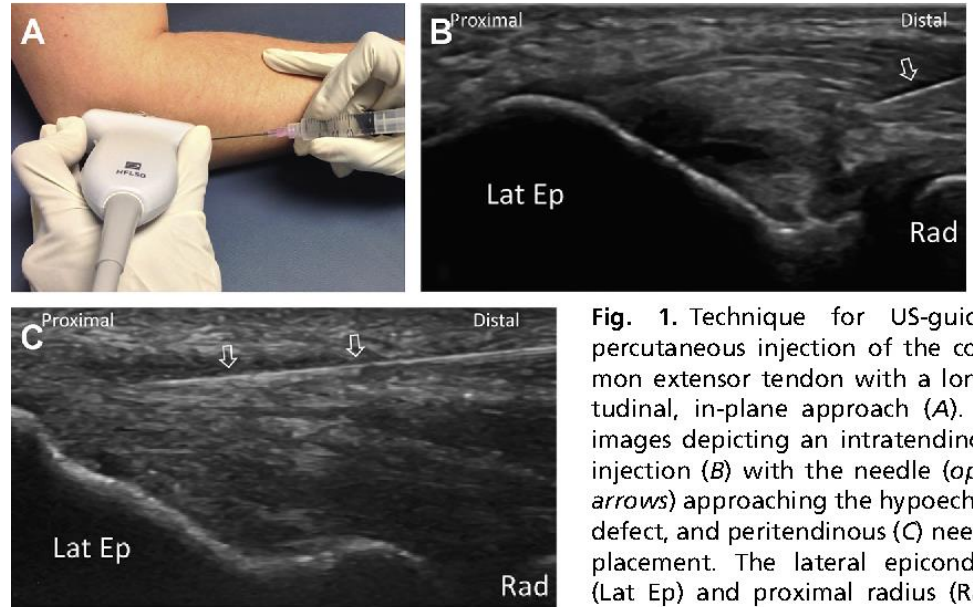 A
HFL50
B
Proximal
Distal
Lat Ep
Rad
C
Proximal
Distal
Lat Ep
Rad
Fig. 1. Technique for US-guid
percutaneous injection of the co
mon extensor tendon with a lon
tudinal, in-plane approach (A).
images depicting an intratendine
injection (B) with the needle (op
arrows) approaching the hypoech
defect, and peritendinous (C) nee
placement. The lateral epicond
(Lat Ep) and proximal radius (R